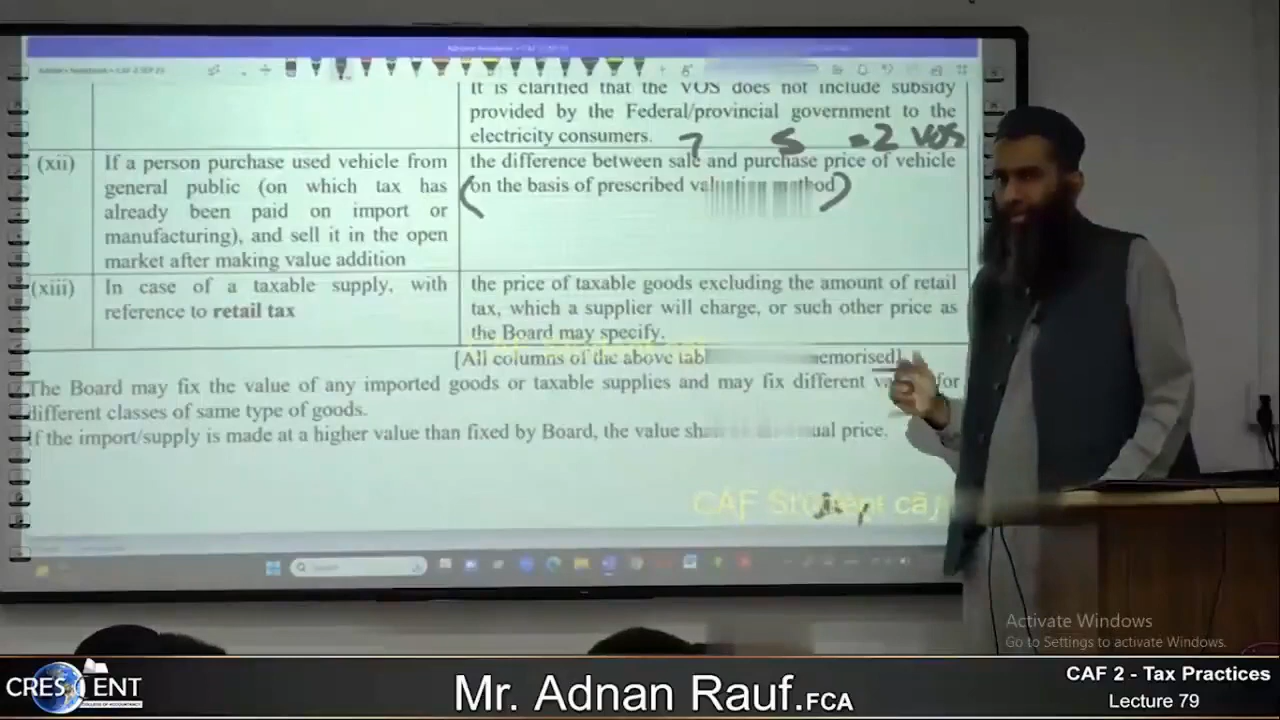 It is clarified that the VOS does not include subsidy
provided by the Federal/provincial government to the
electricity consumers.
7 5 =2 VOS
(xii) If a person purchase used vehicle from
general public (on which tax has
already been paid on import or
manufacturing), and sell it in the open
market after making value addition
the difference between sale and purchase price of vehicle
(on the basis of prescribed valuation method)
(xiii) In case of a taxable supply, with
reference to retail tax
the price of taxable goods excluding the amount of retail
tax, which a supplier will charge, or such other price as
the Board may specify.
[All columns of the above
The Board may fix the value of any imported goods or taxable supplies and may fix different for
different classes of same type of goods.
If the import/supply is made at a higher value than fixed by Board, the value price.
CAF
Activate Windows
Go to Settings to activate Windows.
CRESCENT
COLLEGE OF ACCOUNTANCY
Mr. Adnan Rauf.FCA
CAF 2 - Tax Practices
Lecture 79